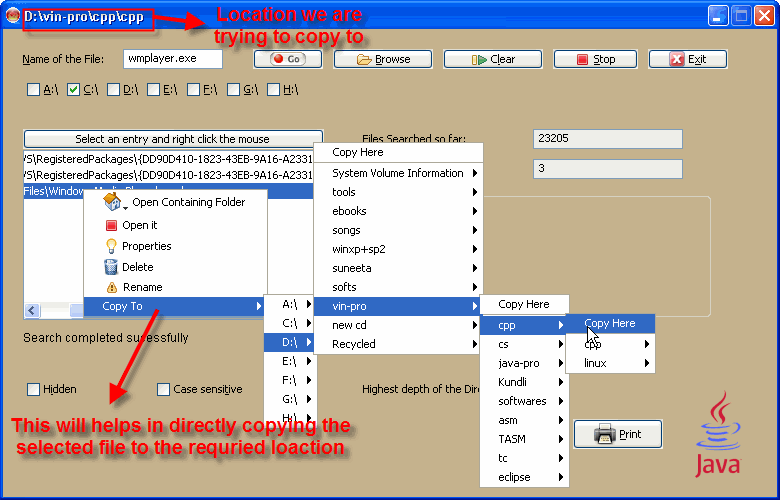 D:\vin-pro\cpp\cpp
Location we are
trying to copy to
Name of the File:
wmplayer.exe
Go
Browse
Clear
Stop
Exit
A:\
C:\
D:\
E:\
F:\
G:\
H:\
Select an entry and right click the mouse
Files Searched so far:
23205
3
/S\RegisteredPackages\{DD90D410-1823-43EB-9A16-A2331
/S\RegisteredPackages\{DD90D410-1823-43EB-9A16-A2331
Files\Windows
Open Containing Folder
Open it
Properties
Delete
Rename
Copy To
A:\
C:\
D:\
E:\
F:\
G:\
H:\
Copy Here
System Volume Information
tools
ebooks
songs
winxp+sp2
suneeta
softs
vin-pro
new cd
Recycled
Copy Here
cpp
cs
java-pro
Kundli
softwares
asm
TASM
tc
eclipse
Copy Here
cpp
linux
Search completed sucessfully
Hidden
Case sensitive
Highest depth of the Dire
This will helps in directly copying the
selected file to the requried loaction
Print
Java